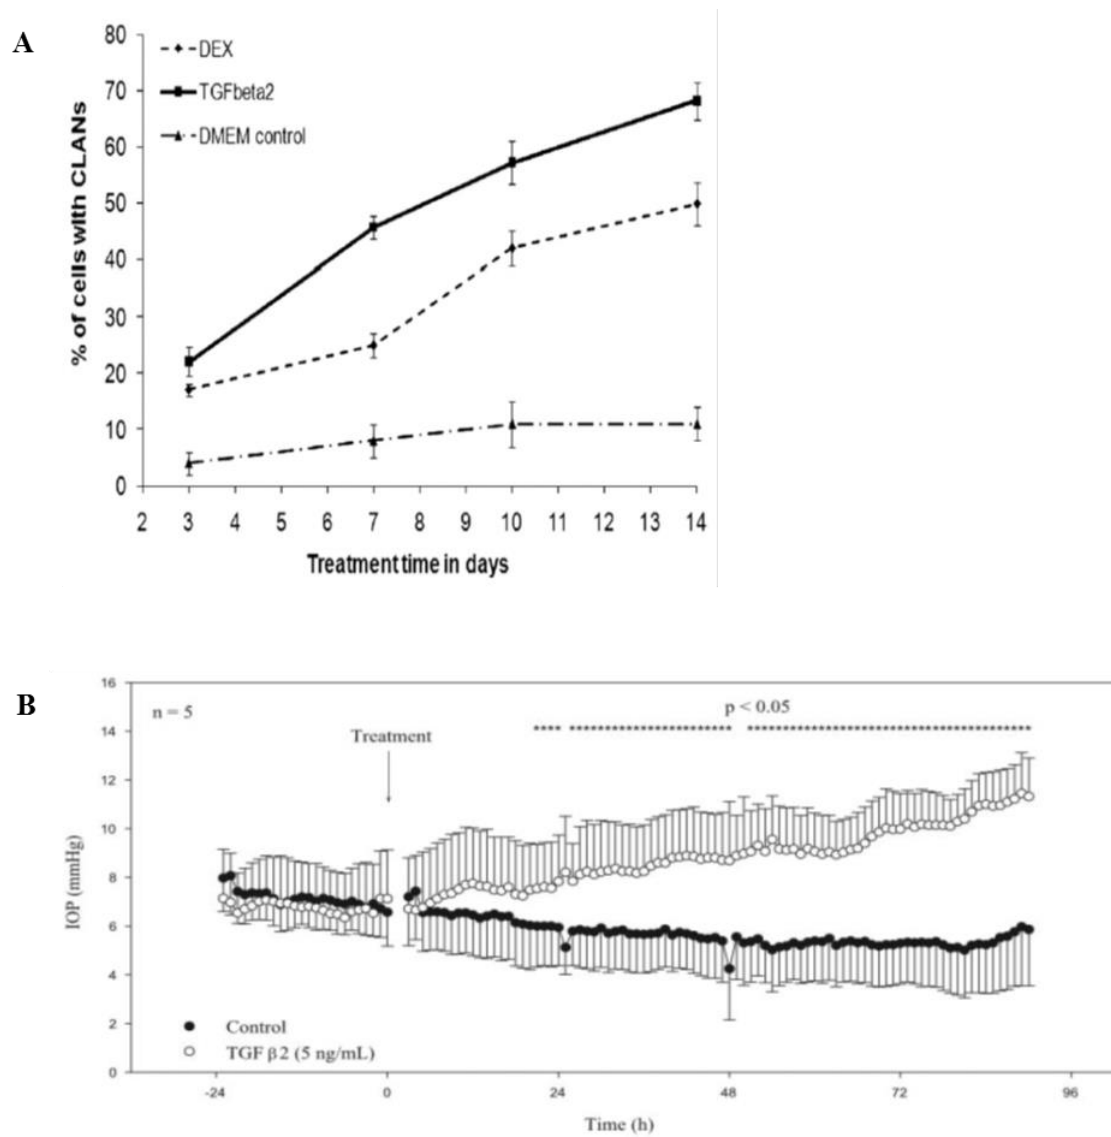 A
80
70
60
50
40
30
20
10
0
DEX
TGFbeta2
DMEM control
% of cells with CLANs
2 3 4 5 6 7 8 9 10 11 12 13 14
Treatment time in days
B
16
14
12
10
8
6
4
2
0
n = 5
Treatment
p < 0.05
IOP (mmHg)
Control
TGF β2 (5 ng/mL)
-24 0 24 48 72 96
Time (h)